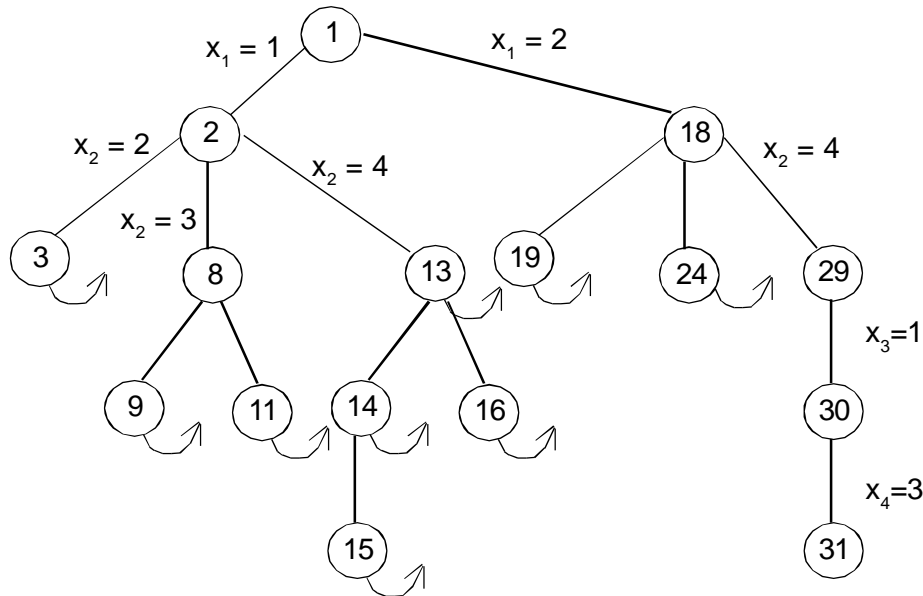 1
x₁ = 1
x₁ = 2
2
18
x₂ = 2
x₂ = 4
x₂ = 4
x₂ = 3
3
8
13
19
24
29
x₃=1
9
11
14
16
30
x₄=3
15
31